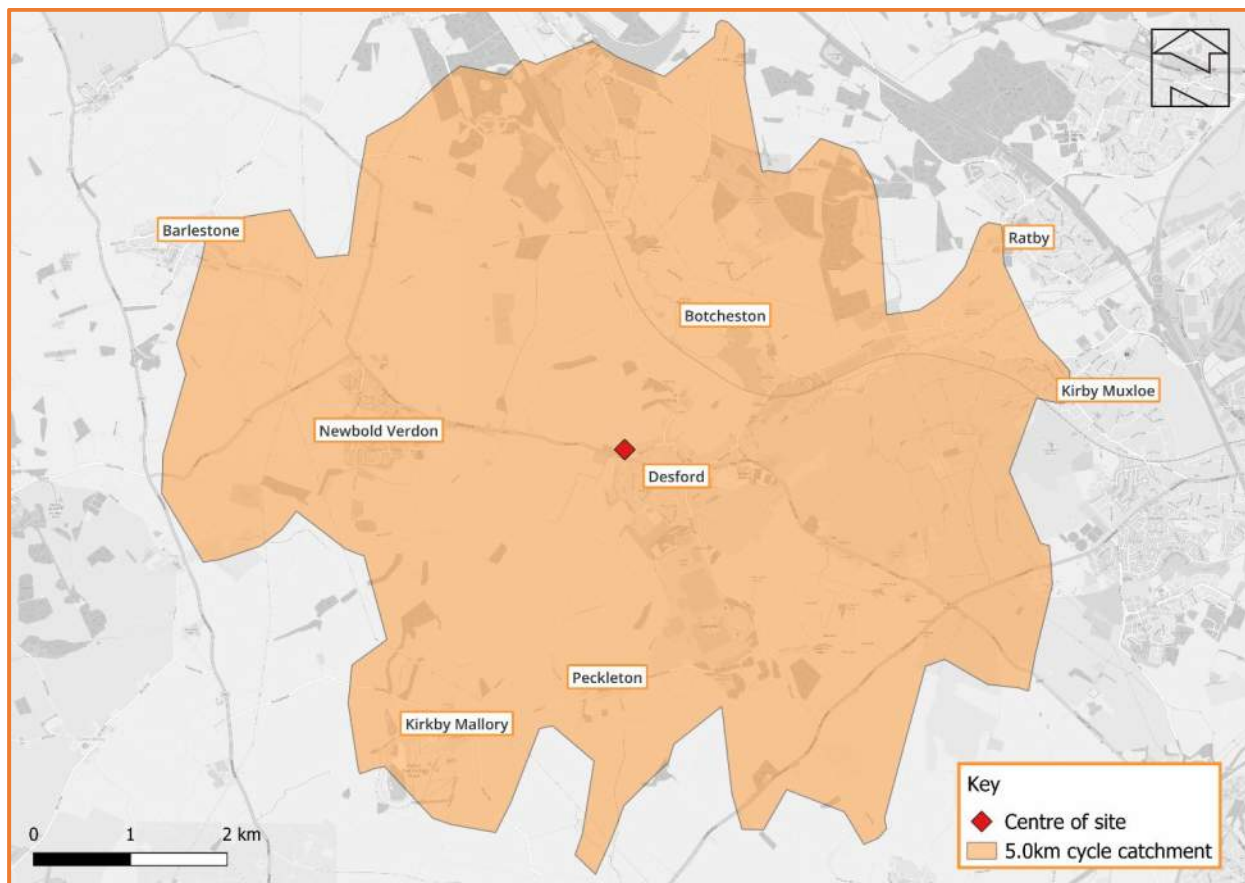 Barlestone
Ratby
Botcheston
Kirby Muxloe
Newbold Verdon
Desford
Peckleton
Kirkby Mallory
Key
Centre of site
5.0km cycle catchment
0 1 2 km